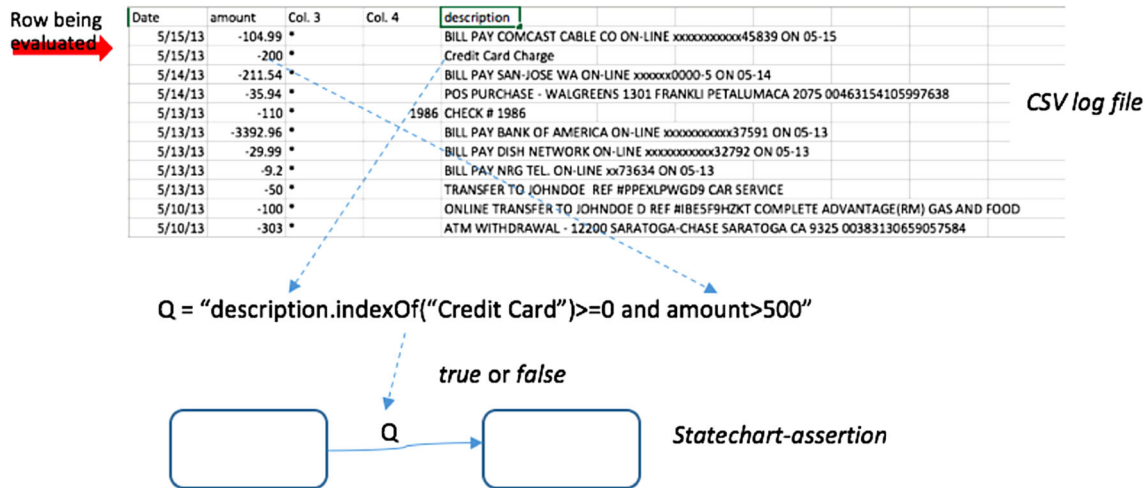 Row being
evaluated
Date amount Col. 3 Col. 4 description
5/15/13 -104.99 * BILL PAY COMCAST CABLE CO ON-LINE xxxxxxxxxxx45839 ON 05-15
5/15/13 -200 Credit Card Charge
5/14/13 -211.54 * BILL PAY SAN-JOSE WA ON-LINE xxxxxx0000-5 ON 05-14
5/14/13 -35.94 * POS PURCHASE - WALGREENS 1301 FRANKLI PETALUMACA 2075 00463154105997638
5/13/13 -110 * 1986 CHECK # 1986
5/13/13 -3392.96 * BILL PAY BANK OF AMERICA ON-LINE xxxxxxxxxxx37591 ON 05-13
5/13/13 -29.99 * BILL PAY DISH NETWORK ON-LINE xxxxxxxxxxxx32792 ON 05-13
5/13/13 -9.2 * BILL PAY NRG TEL. ON-LINE xx73634 ON 05-13
5/13/13 -50 * TRANSFER TO JOHNDOE REF #PPEXLPWGD9 CAR SERVICE
5/10/13 -100 * ONLINE TRANSFER TO JOHNDOE D REF #IBE5F9HZKT COMPLETE ADVANTAGE(RM) GAS AND FOOD
5/10/13 -303 * ATM WITHDRAWAL - 12200 SARATOGA-CHASE SARATOGA CA 9325 00383130659057584
CSV log file
Q = “description.indexOf(“Credit Card”)>=0 and amount>500”
true or false
Q
Statechart-assertion